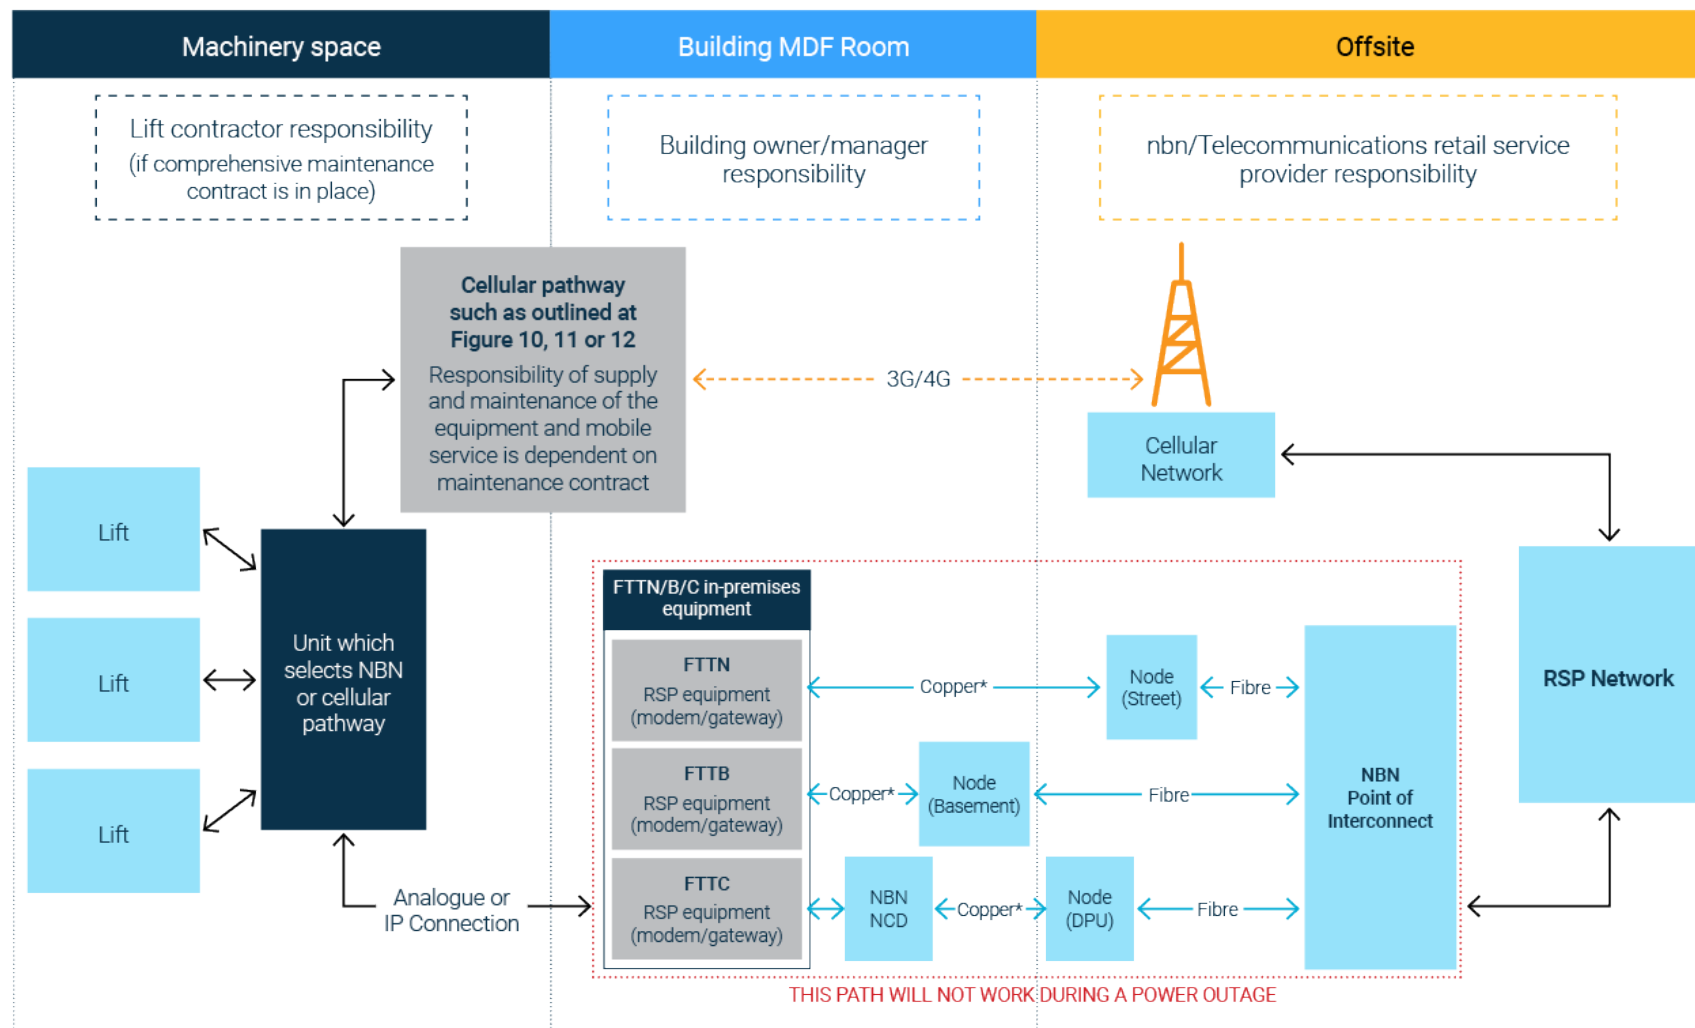 Machinery space
Building MDF Room
Offsite
Lift contractor responsibility
(if comprehensive maintenance
contract is in place)
Building owner/manager
responsibility
nbn/Telecommunications retail service
provider responsibility
Cellular pathway
such as outlined at
Figure 10, 11 or 12
Responsibility of supply
and maintenance of the
equipment and mobile
service is dependent on
maintenance contract
3G/4G
Cellular
Network
Lift
Lift
Lift
Unit which
selects NBN
or cellular
pathway
Analogue or
IP Connection
FTTN/B/C in-premises
equipment
FTTN
RSP equipment
(modem/gateway)
Copper*
Node
(Street)
Fibre
FTTB
RSP equipment
(modem/gateway)
Copper*
Node
(Basement)
Fibre
FTTC
RSP equipment
(modem/gateway)
NBN
NCD
Copper*
Node
(DPU)
Fibre
NBN
Point of
Interconnect
RSP Network
THIS PATH WILL NOT WORK DURING A POWER OUTAGE